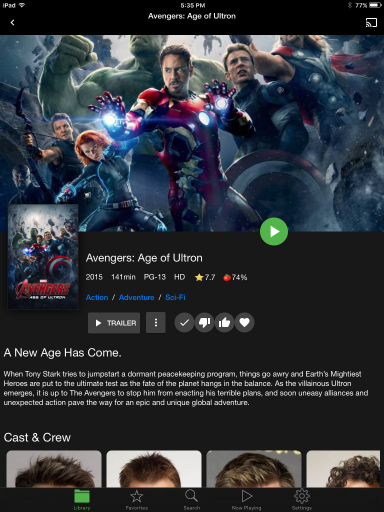 iPad
5:35 PM
77%
Avengers: Age of Ultron
MARVEL
AVENGERS
AGE OF ULTRON
Avengers: Age of Ultron
2015 141min PG-13 HD 7.7 74%
Action / Adventure / Sci-Fi
TRAILER
A New Age Has Come.
When Tony Stark tries to jumpstart a dormant peacekeeping program, things go awry and Earth's Mightiest
Heroes are put to the ultimate test as the fate of the planet hangs in the balance. As the villainous Ultron
emerges, it is up to The Avengers to stop him from enacting his terrible plans, and soon uneasy alliances and
unexpected action pave the way for an epic and unique global adventure.
Cast & Crew
Library
Favorites
Search
Now Playing
Settings